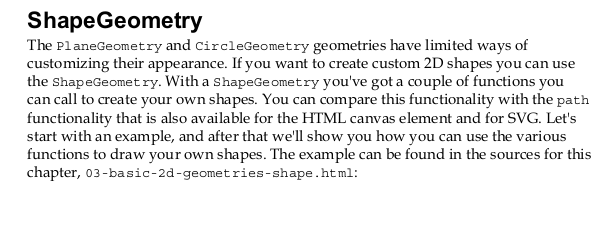 ShapeGeometry
The PlaneGeometry and CircleGeometry geometries have limited ways of
customizing their appearance. If you want to create custom 2D shapes you can use
the ShapeGeometry. With a ShapeGeometry you've got a couple of functions you
can call to create your own shapes. You can compare this functionality with the path
functionality that is also available for the HTML canvas element and for SVG. Let's
start with an example, and after that we'll show you how you can use the various
functions to draw your own shapes. The example can be found in the sources for this
chapter, 03-basic-2d-geometries-shape.html: